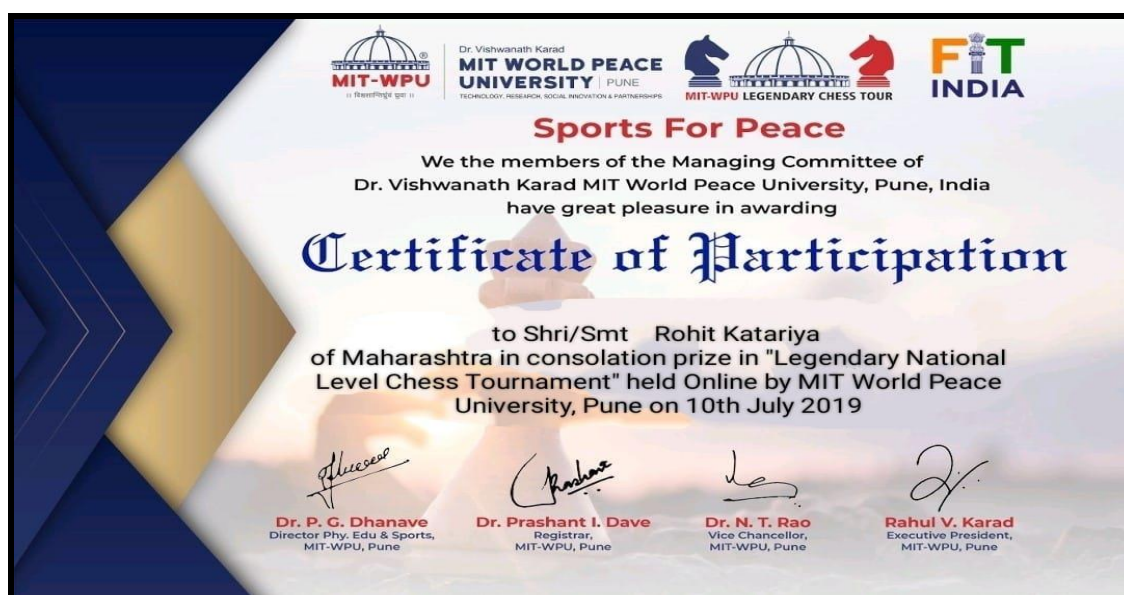 MIT-WPU
॥ विश्वशान्तिर्ध्रुवं ध्रुवा ॥
Dr. Vishwanath Karad
MIT WORLD PEACE
UNIVERSITY | PUNE
TECHNOLOGY, RESEARCH, SOCIAL INNOVATION & PARTNERSHIPS
MIT-WPU LEGENDARY CHESS TOUR
FIT
INDIA
Sports For Peace
We the members of the Managing Committee of
Dr. Vishwanath Karad MIT World Peace University, Pune, India
have great pleasure in awarding
Certificate of Participation
to Shri/Smt Rohit Katariya
of Maharashtra in consolation prize in "Legendary National
Level Chess Tournament" held Online by MIT World Peace
University, Pune on 10th July 2019
Dr. P. G. Dhanave
Director Phy. Edu & Sports,
MIT-WPU, Pune
Dr. Prashant I. Dave
Registrar,
MIT-WPU, Pune
Dr. N. T. Rao
Vice Chancellor,
MIT-WPU, Pune
Rahul V. Karad
Executive President,
MIT-WPU, Pune